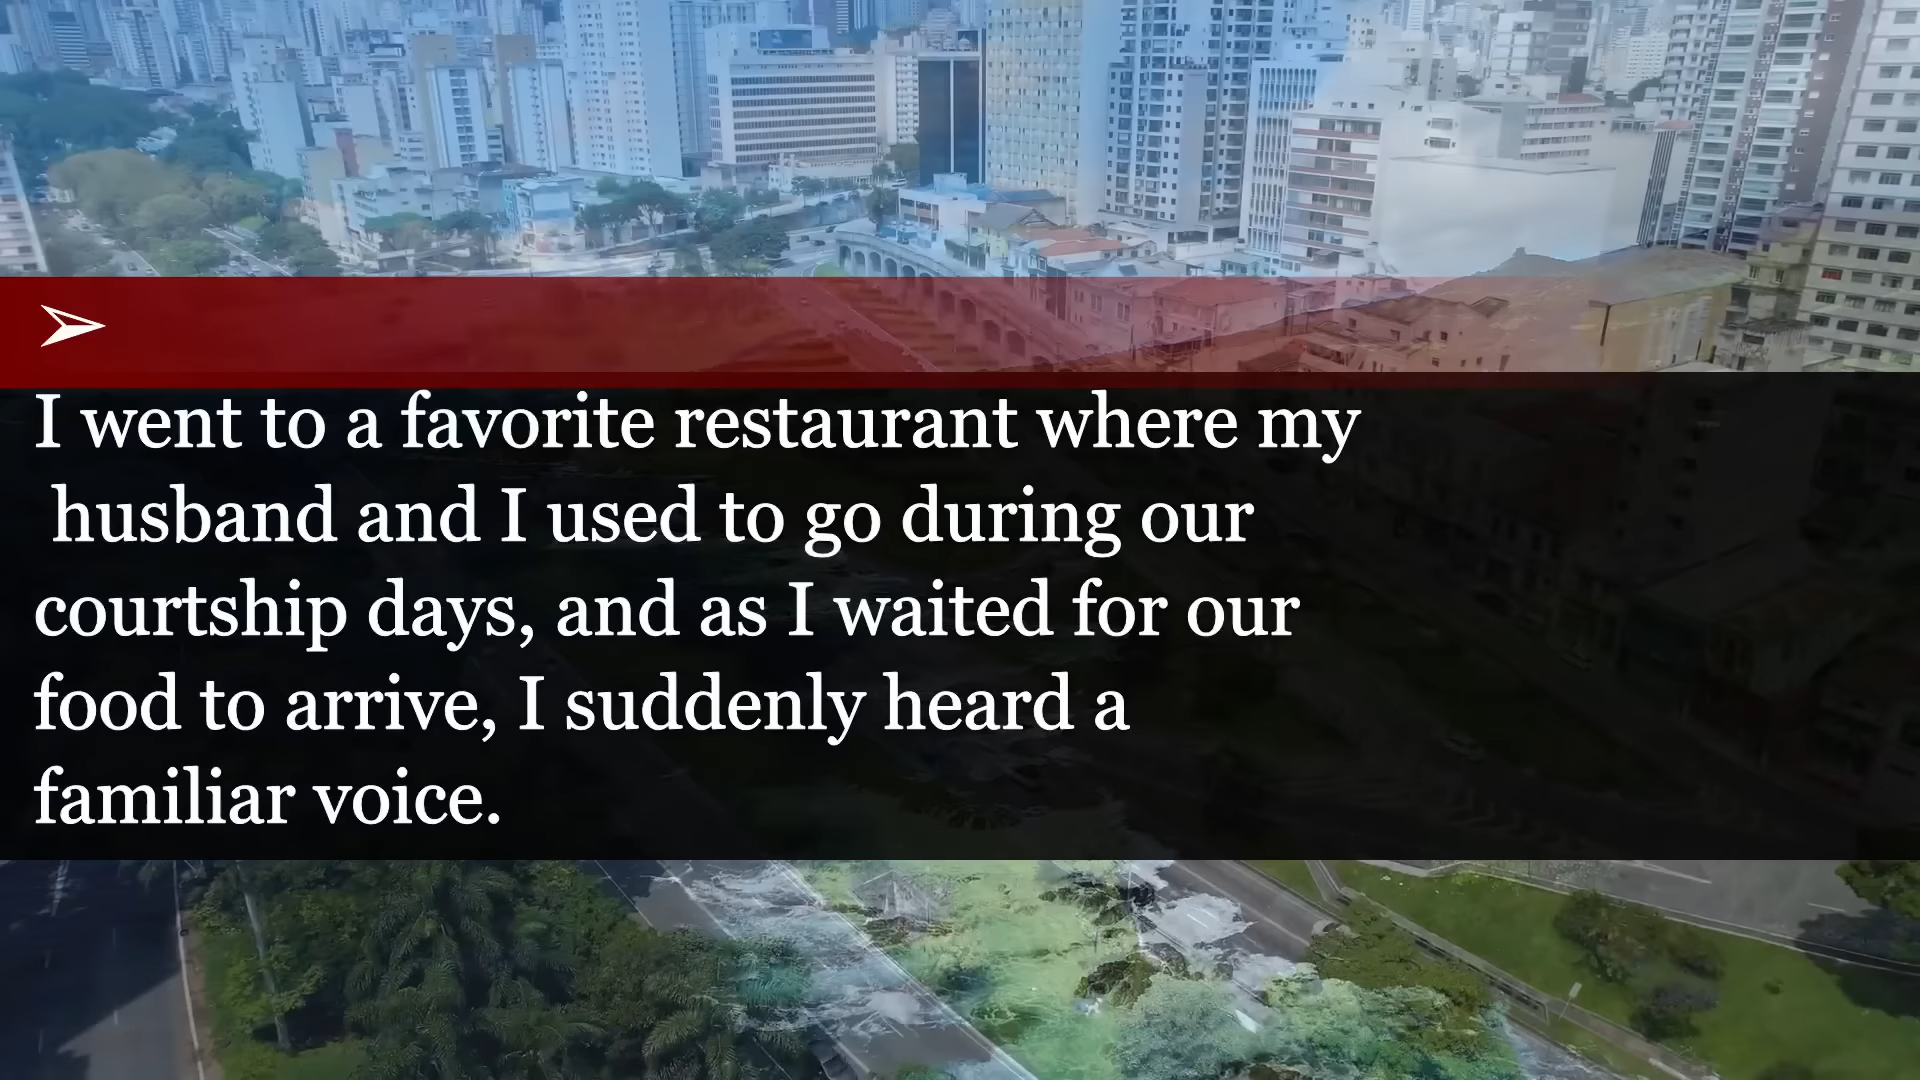 I went to a favorite restaurant where my
husband and I used to go during our
courtship days, and as I waited for our
food to arrive, I suddenly heard a
familiar voice.